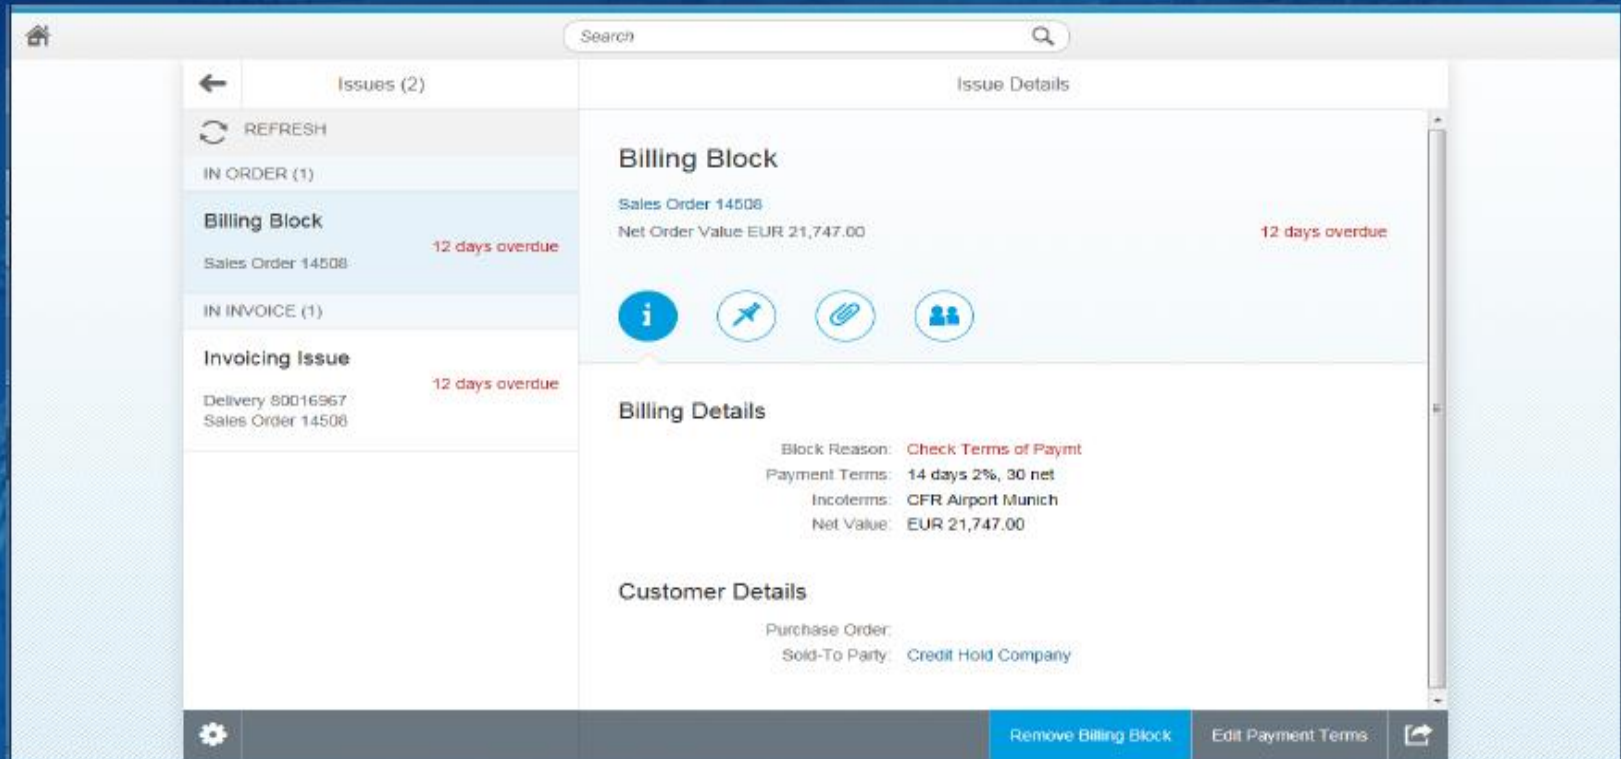 Search
Issues (2)
Issue Details
REFRESH
IN ORDER (1)
Billing Block
12 days overdue
Sales Order 14508
IN INVOICE (1)
Invoicing Issue
12 days overdue
Delivery 80016967
Sales Order 14508
Billing Block
Sales Order 14508
Net Order Value EUR 21,747.00
12 days overdue
Billing Details
Block Reason: Check Terms of Paymt
Payment Terms: 14 days 2%, 30 net
Incoterms: CFR Airport Munich
Net Value: EUR 21,747.00
Customer Details
Purchase Order:
Sold-To Party: Credit Hold Company
Remove Billing Block
Edit Payment Terms